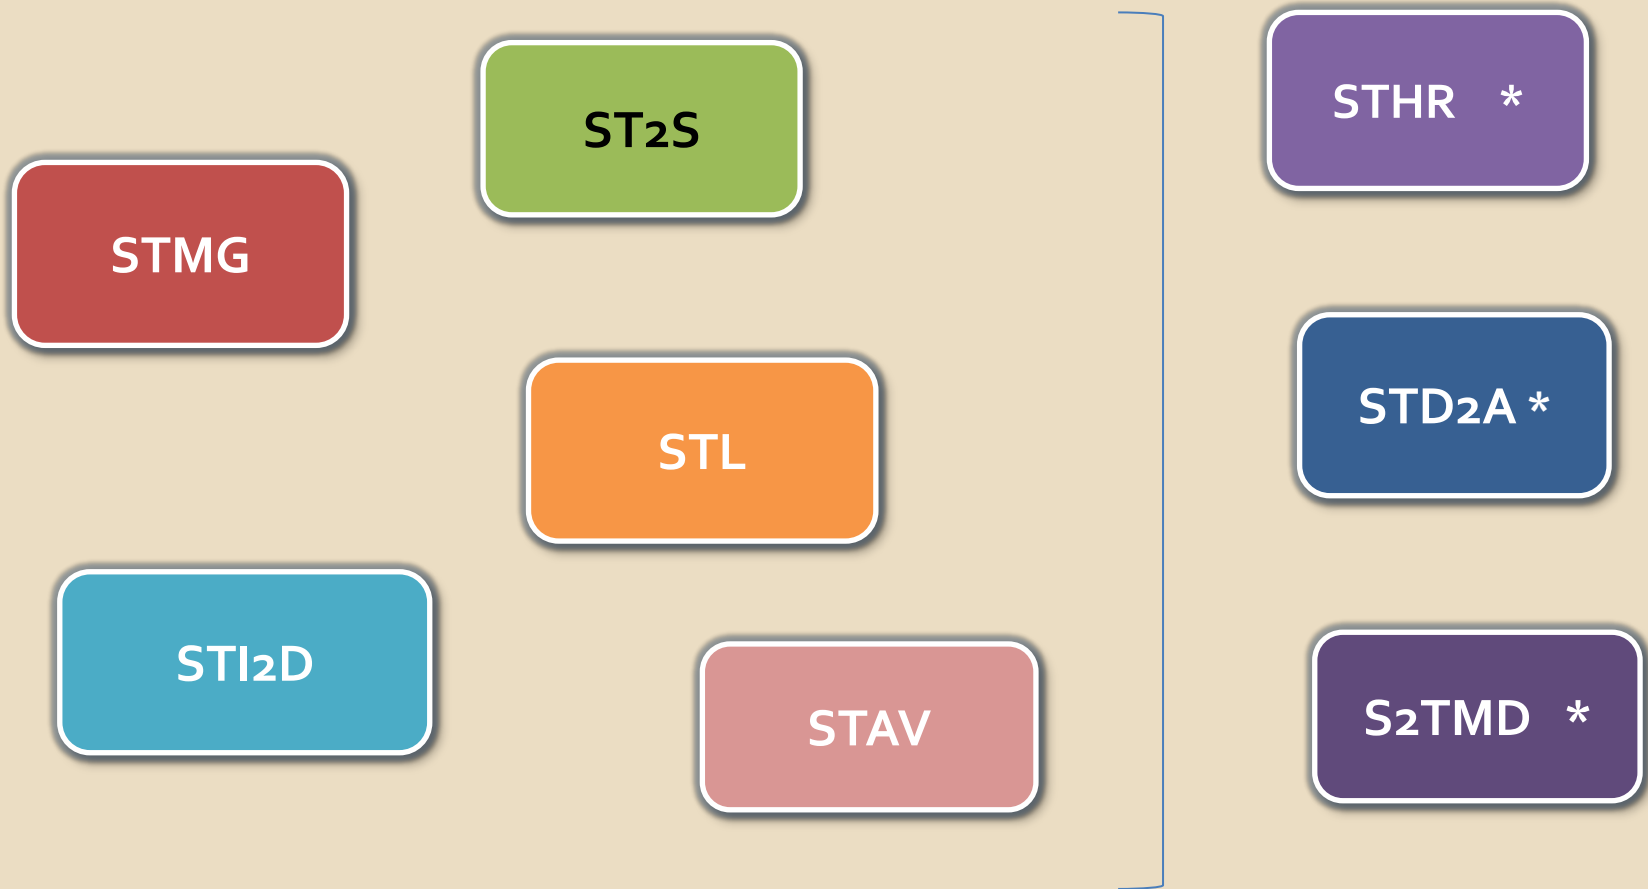 ST2S
STMG
STL
STI2D
STAV
STHR *
STD2A *
S2TMD *